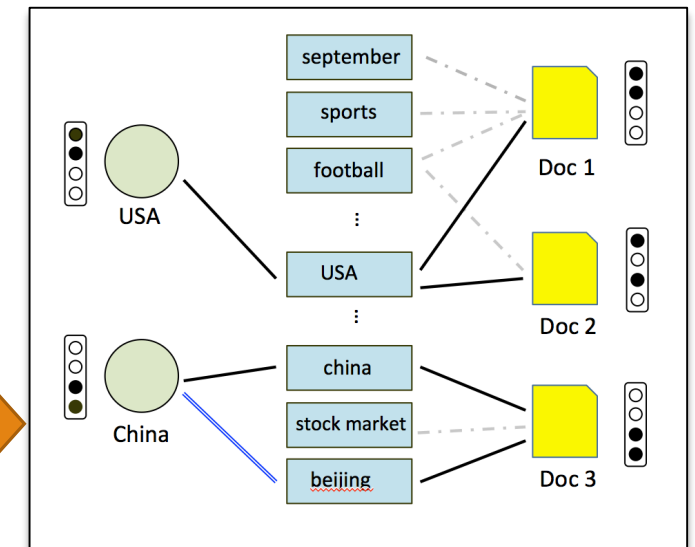 september
sports
football
Doc 1
USA
⋮
USA
Doc 2
⋮
china
China
stock market
beijing
Doc 3